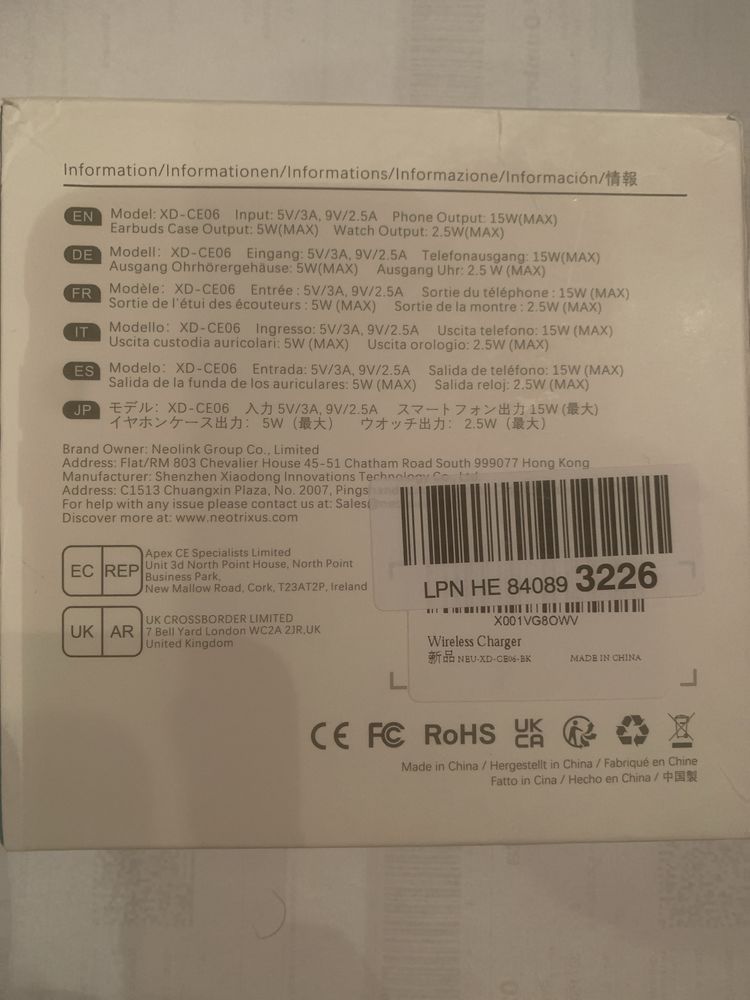 Information/Informationen/Informations/Informazione/Información/情報
EN Model: XD-CE06 Input: 5V/3A, 9V/2.5A Phone Output: 15W(MAX)
Earbuds Case Output: 5W(MAX) Watch Output: 2.5W(MAX)
DE Modell: XD-CE06 Eingang: 5V/3A, 9V/2.5A Telefonausgang: 15W(MAX)
Ausgang Ohrhörergehäuse: 5W(MAX) Ausgang Uhr: 2.5 W (MAX)
FR Modèle: XD-CE06 Entrée : 5V/3A, 9V/2.5A Sortie du téléphone : 15W (MAX)
Sortie de l'étui des écouteurs : 5W (MAX) Sortie de la montre : 2.5W (MAX)
IT Modello: XD-CE06 Ingresso: 5V/3A, 9V/2.5A Uscita telefono: 15W (MAX)
Uscita custodia auricolari: 5W (MAX) Uscita orologio: 2.5W (MAX)
ES Modelo: XD-CE06 Entrada: 5V/3A, 9V/2.5A Salida de teléfono: 15W (MAX)
Salida de la funda de los auriculares: 5W (MAX) Salida reloj: 2.5W (MAX)
JP モデル: XD-CE06 入力 5V/3A, 9V/2.5A スマートフォン出力 15W (最大)
イヤホンケース出力: 5W (最大) ウオッチ出力: 2.5W (最大)
Brand Owner: Neolink Group Co., Limited
Address: Flat/RM 803 Chevalier House 45-51 Chatham Road South 999077 Hong Kong
Manufacturer: Shenzhen Xiaodong Innovations Technology Co., Ltd
Address: C1513 Chuangxin Plaza, No. 2007,
For help with any issue please contact us at:
Discover more at: www.neotrixus.com
EC REP
Apex CE Specialists Limited
Unit 3d North Point House, North Point
Business Park,
New Mallow Road, Cork, T23AT2P, Ireland
UK AR
UK CROSSBORDER LIMITED
7 Bell Yard London WC2A 2JR,UK
United Kingdom
LPN HE 84089 3226
X001VG8OWV
Wireless Charger
新品 NEU-XD-CE06-BK MADE IN CHINA
CE FC RoHS UK CA
Made in China / Hergestellt in China / Fabriqué en Chine
Fatto in Cina / Hecho en China / 中国製